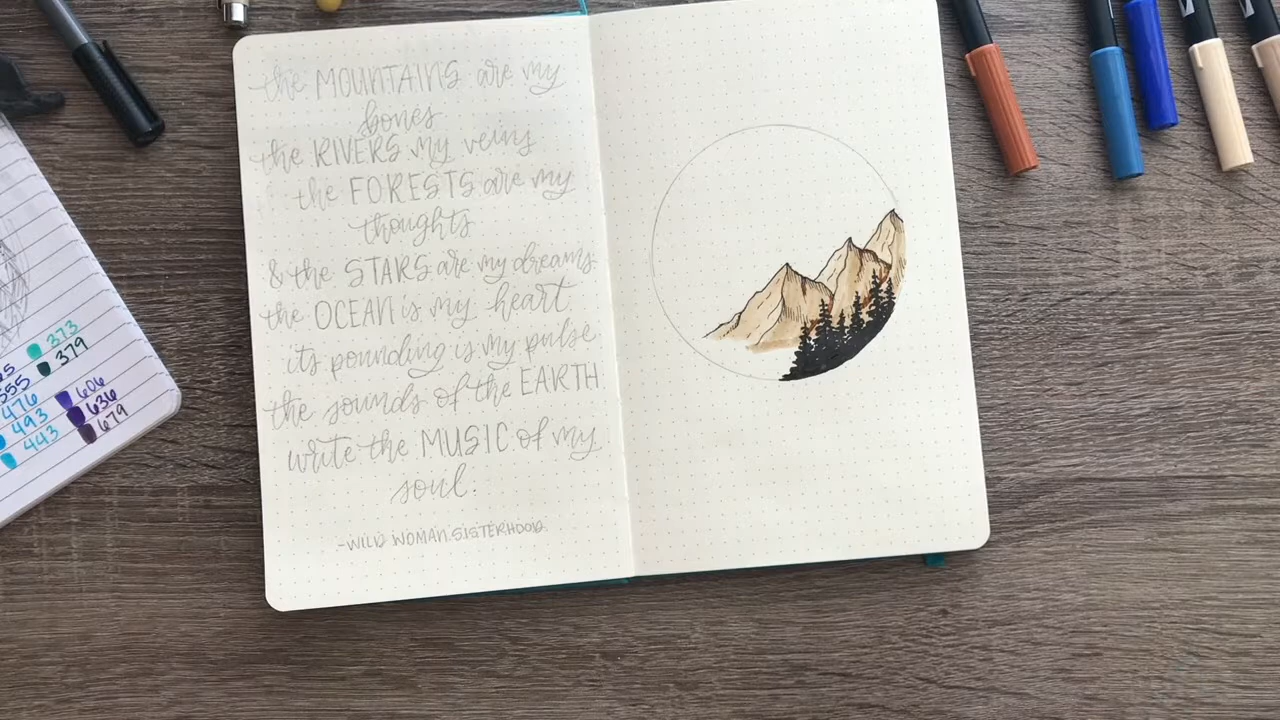 the MOUNTAINS are my
bones
the RIVERS my veins
the FORESTS are my
thoughts
& the STARS are my dreams
the OCEAN is my heart
its pounding is my pulse
the sounds of the EARTH
write the MUSIC of my
soul.
-WILD WOMAN SISTERHOOD
373
379
555
476
493
443
606
636
679